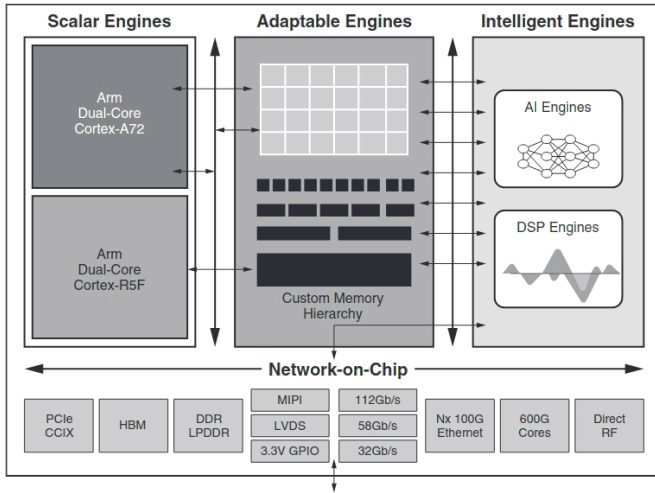 Scalar Engines
Adaptable Engines
Intelligent Engines
Arm
Dual-Core
Cortex-A72
Arm
Dual-Core
Cortex-R5F
Custom Memory
Hierarchy
AI Engines
DSP Engines
Network-on-Chip
PCIe
CCIX
HBM
DDR
LPDDR
MIPI
LVDS
3.3V GPIO
112Gb/s
58Gb/s
32Gb/s
Nx 100G
Ethernet
600G
Cores
Direct
RF